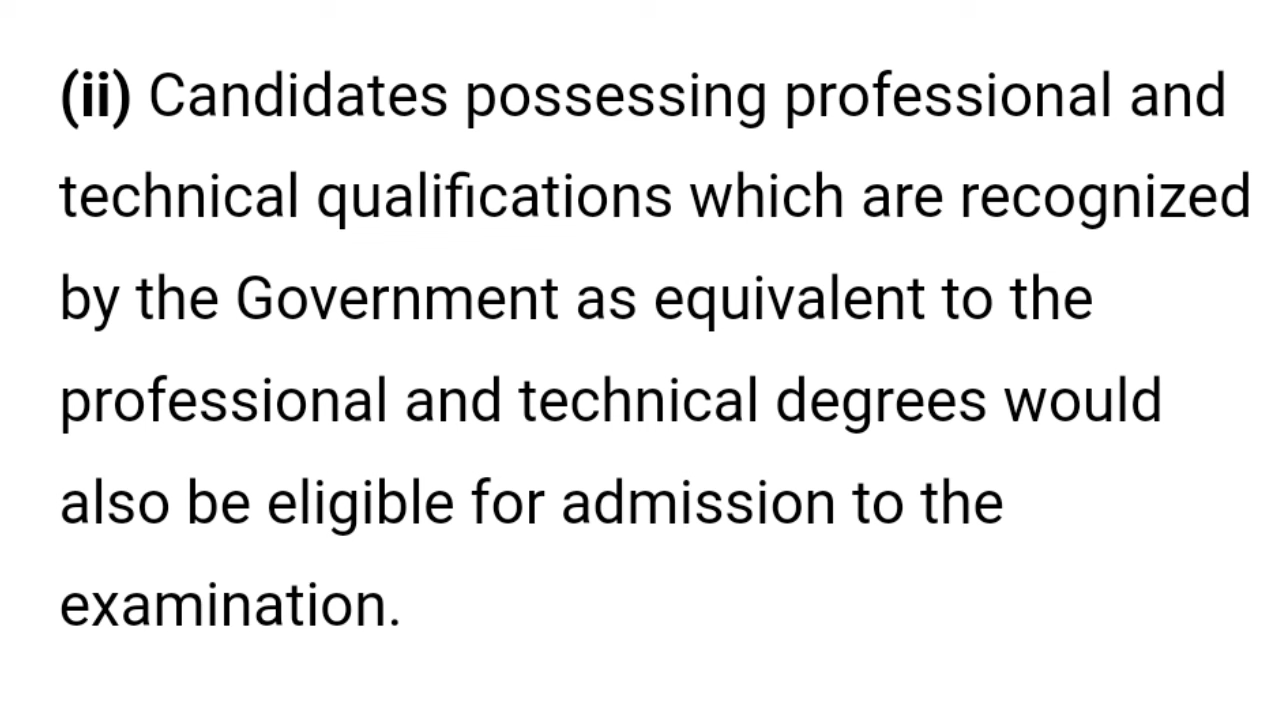 (ii) Candidates possessing professional and
technical qualifications which are recognized
by the Government as equivalent to the
professional and technical degrees would
also be eligible for admission to the
examination.